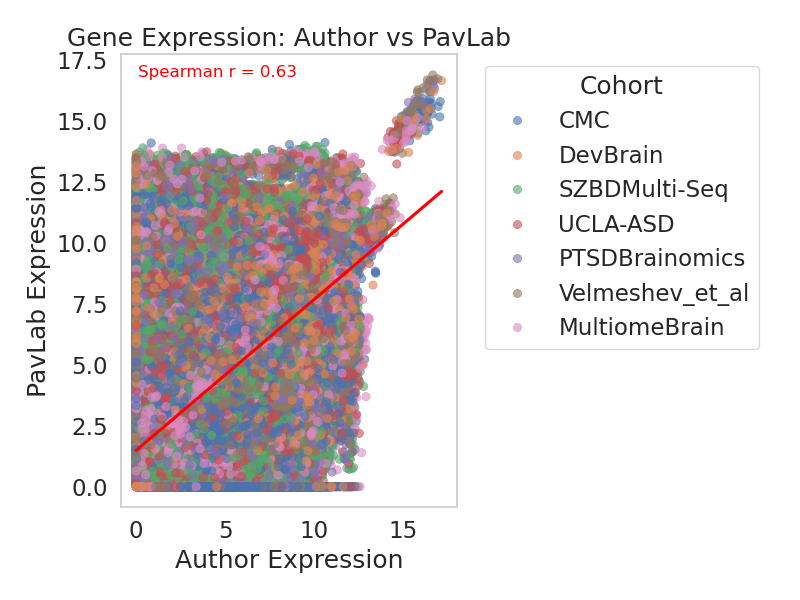 Gene Expression: Author vs PavLab
Spearman r = 0.63
17.5
15.0
12.5
10.0
7.5
5.0
2.5
0.0
PavLab Expression
0 5 10 15
Author Expression
Cohort
CMC
DevBrain
SZBDMulti-Seq
UCLA-ASD
PTSDBrainomics
Velmeshev_et_al
MultiomeBrain